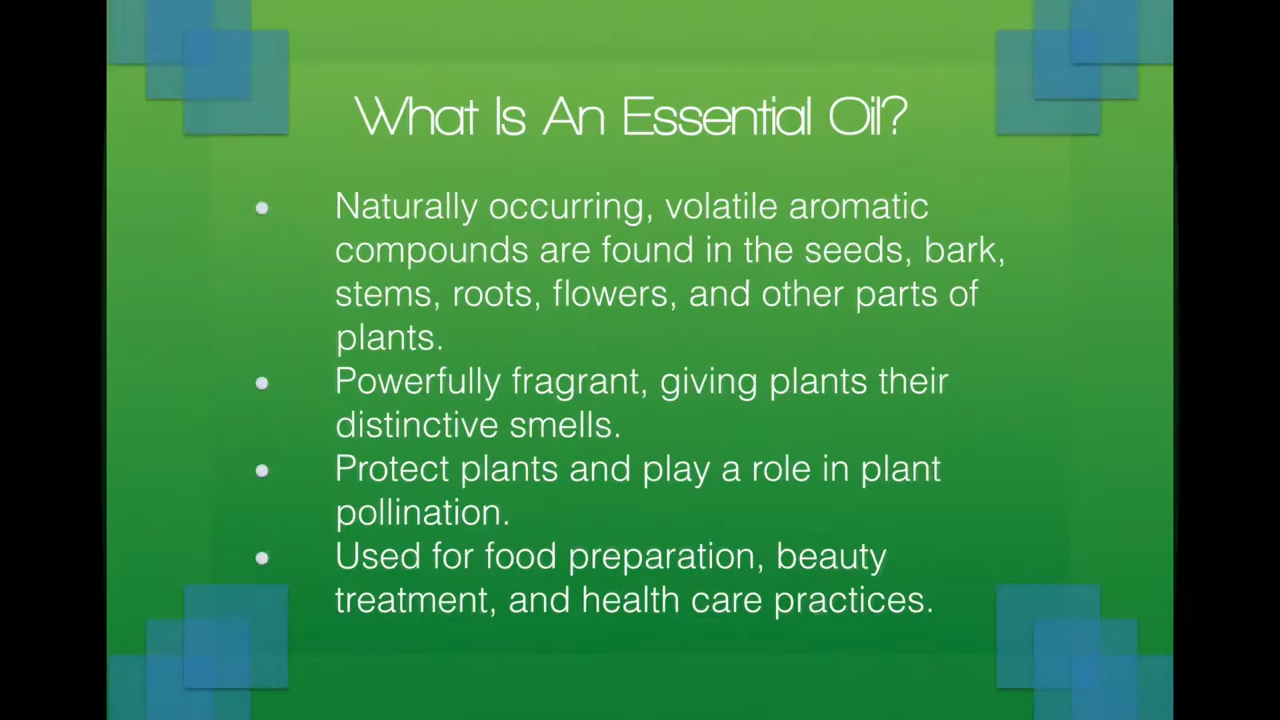 What Is An Essential Oil?
Naturally occurring, volatile aromatic
compounds are found in the seeds, bark,
stems, roots, flowers, and other parts of
plants.
Powerfully fragrant, giving plants their
distinctive smells.
Protect plants and play a role in plant
pollination.
Used for food preparation, beauty
treatment, and health care practices.